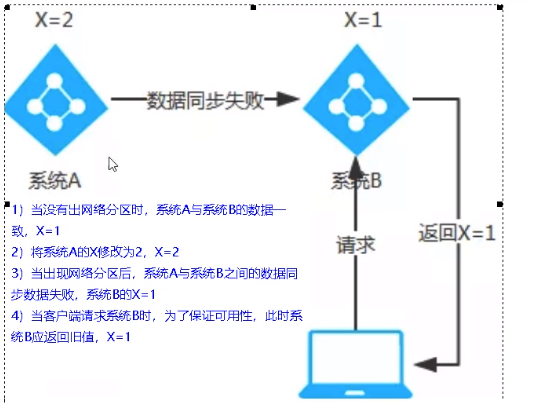 X=2
X=1
数据同步失败
系统A
系统B
1）当没有出网络分区时，系统A与系统B的数据一
致，X=1
2）将系统A的X修改为2，X=2
3）当出现网络分区后，系统A与系统B之间的数据同
步数据失败，系统B的X=1
4）当客户端请求系统B时，为了保证可用性，此时系
统B应返回旧值，X=1
请求
返回X=1